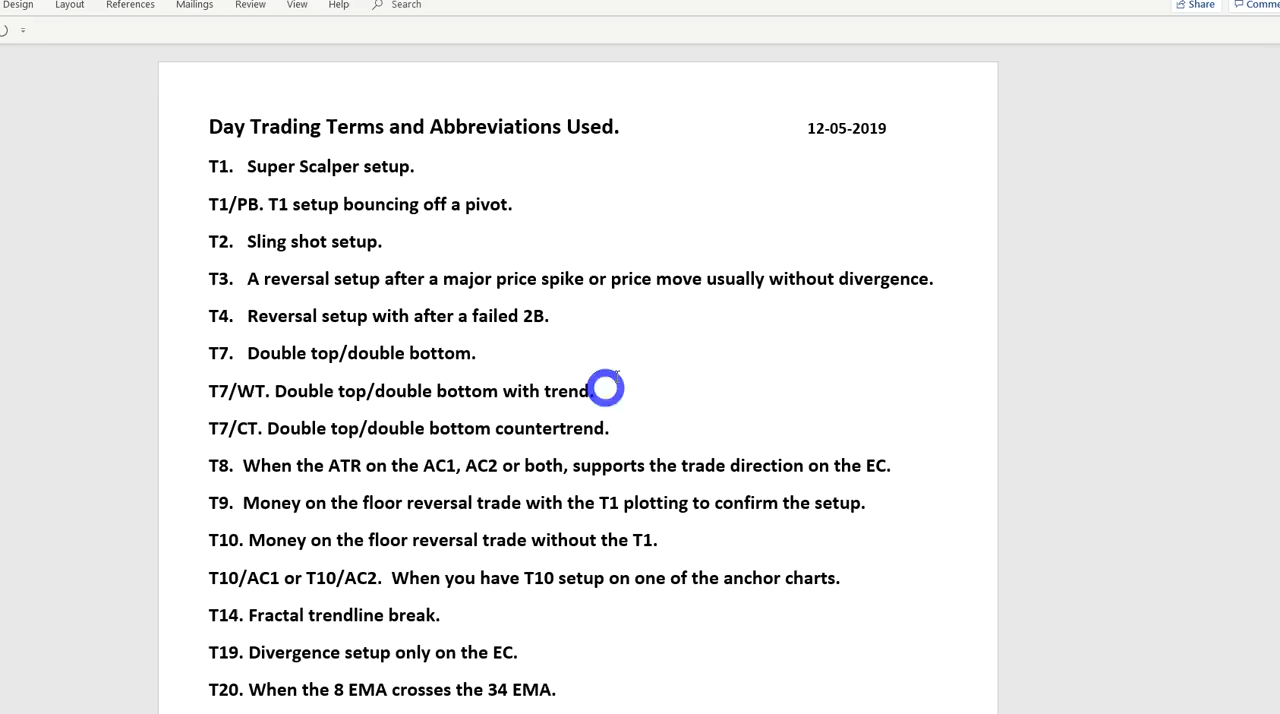 Design Layout References Mailings Review View Help Search Share Comme
Day Trading Terms and Abbreviations Used. 12-05-2019
T1. Super Scalper setup.
T1/PB. T1 setup bouncing off a pivot.
T2. Sling shot setup.
T3. A reversal setup after a major price spike or price move usually without divergence.
T4. Reversal setup with after a failed 2B.
T7. Double top/double bottom.
T7/WT. Double top/double bottom with trend.
T7/CT. Double top/double bottom countertrend.
T8. When the ATR on the AC1, AC2 or both, supports the trade direction on the EC.
T9. Money on the floor reversal trade with the T1 plotting to confirm the setup.
T10. Money on the floor reversal trade without the T1.
T10/AC1 or T10/AC2. When you have T10 setup on one of the anchor charts.
T14. Fractal trendline break.
T19. Divergence setup only on the EC.
T20. When the 8 EMA crosses the 34 EMA.